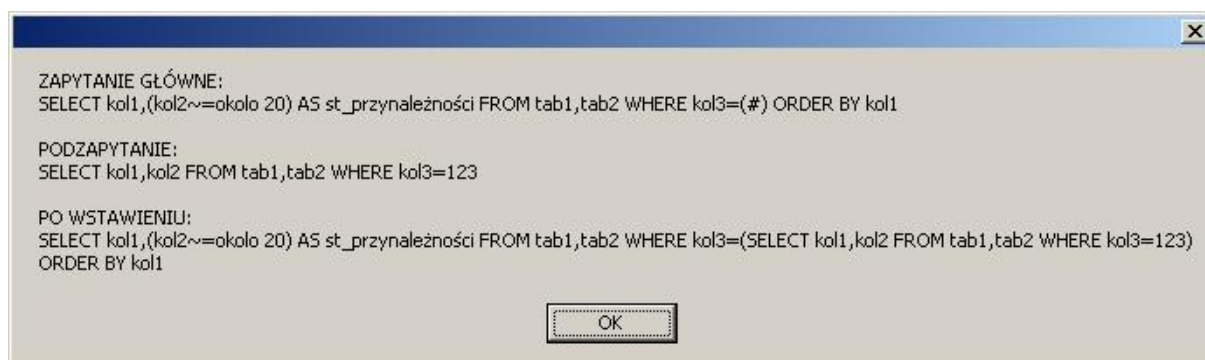 ZAPYTANIE GŁÓWNE:
SELECT kol1,(kol2~=okolo 20) AS st_przynależności FROM tab1,tab2 WHERE kol3=(#) ORDER BY kol1
PODZAPYTANIE:
SELECT kol1,kol2 FROM tab1,tab2 WHERE kol3=123
PO WSTAWIENIU:
SELECT kol1,(kol2~=okolo 20) AS st_przynależności FROM tab1,tab2 WHERE kol3=(SELECT kol1,kol2 FROM tab1,tab2 WHERE kol3=123)
ORDER BY kol1
OK